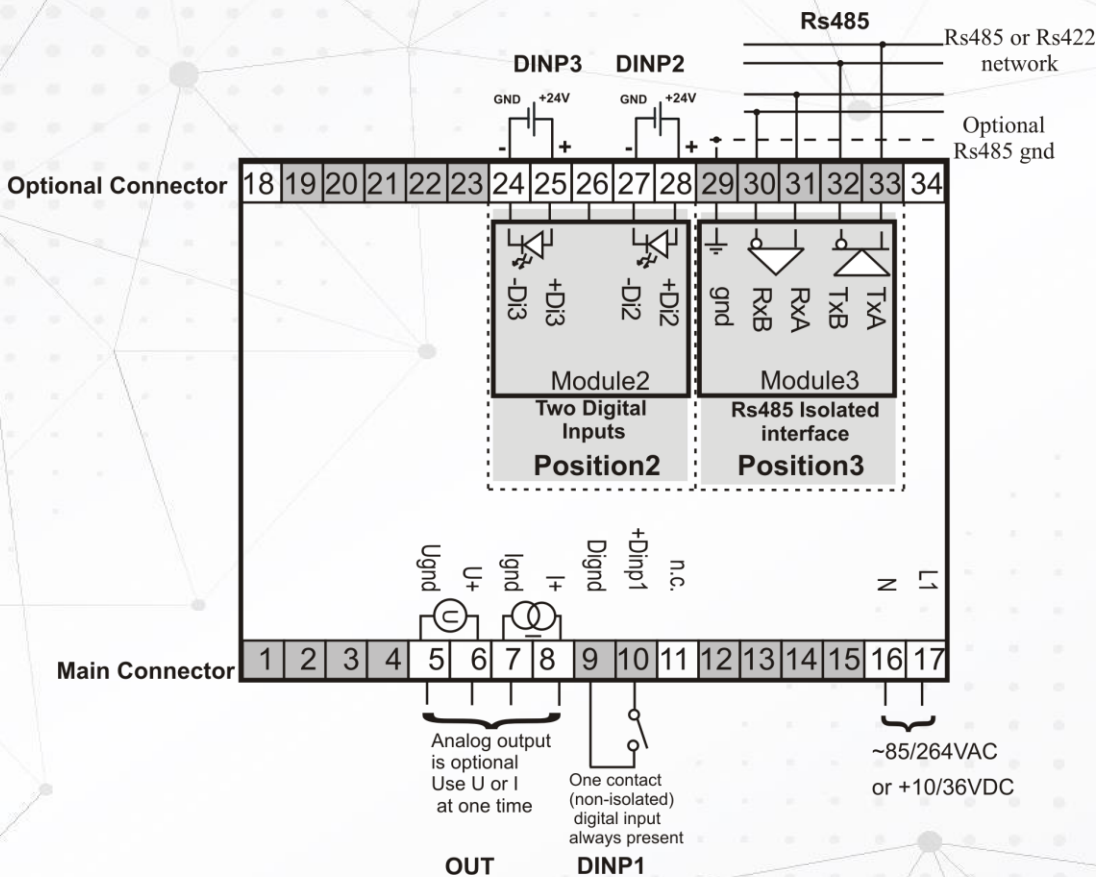 Rs485
Rs485 or Rs422
network
DINP3 DINP2
GND +24V GND +24V
Optional
Rs485 gnd
- + - +
Optional Connector 18 19 20 21 22 23 24 25 26 27 28 29 30 31 32 33 34
-Di3 +Di3 -Di2 +Di2 gnd RxB RxA TxB TxA
Module2 Module3
Two Digital
Inputs
Rs485 Isolated
interface
Position2 Position3
Ugnd U+ Ignd I+ Dignd +Dinp1 n.c. N L1
U I
Main Connector 1 2 3 4 5 6 7 8 9 10 11 12 13 14 15 16 17
Analog output
is optional
Use U or I
at one time
One contact
(non-isolated)
digital input
always present
~85/264VAC
or +10/36VDC
OUT DINP1